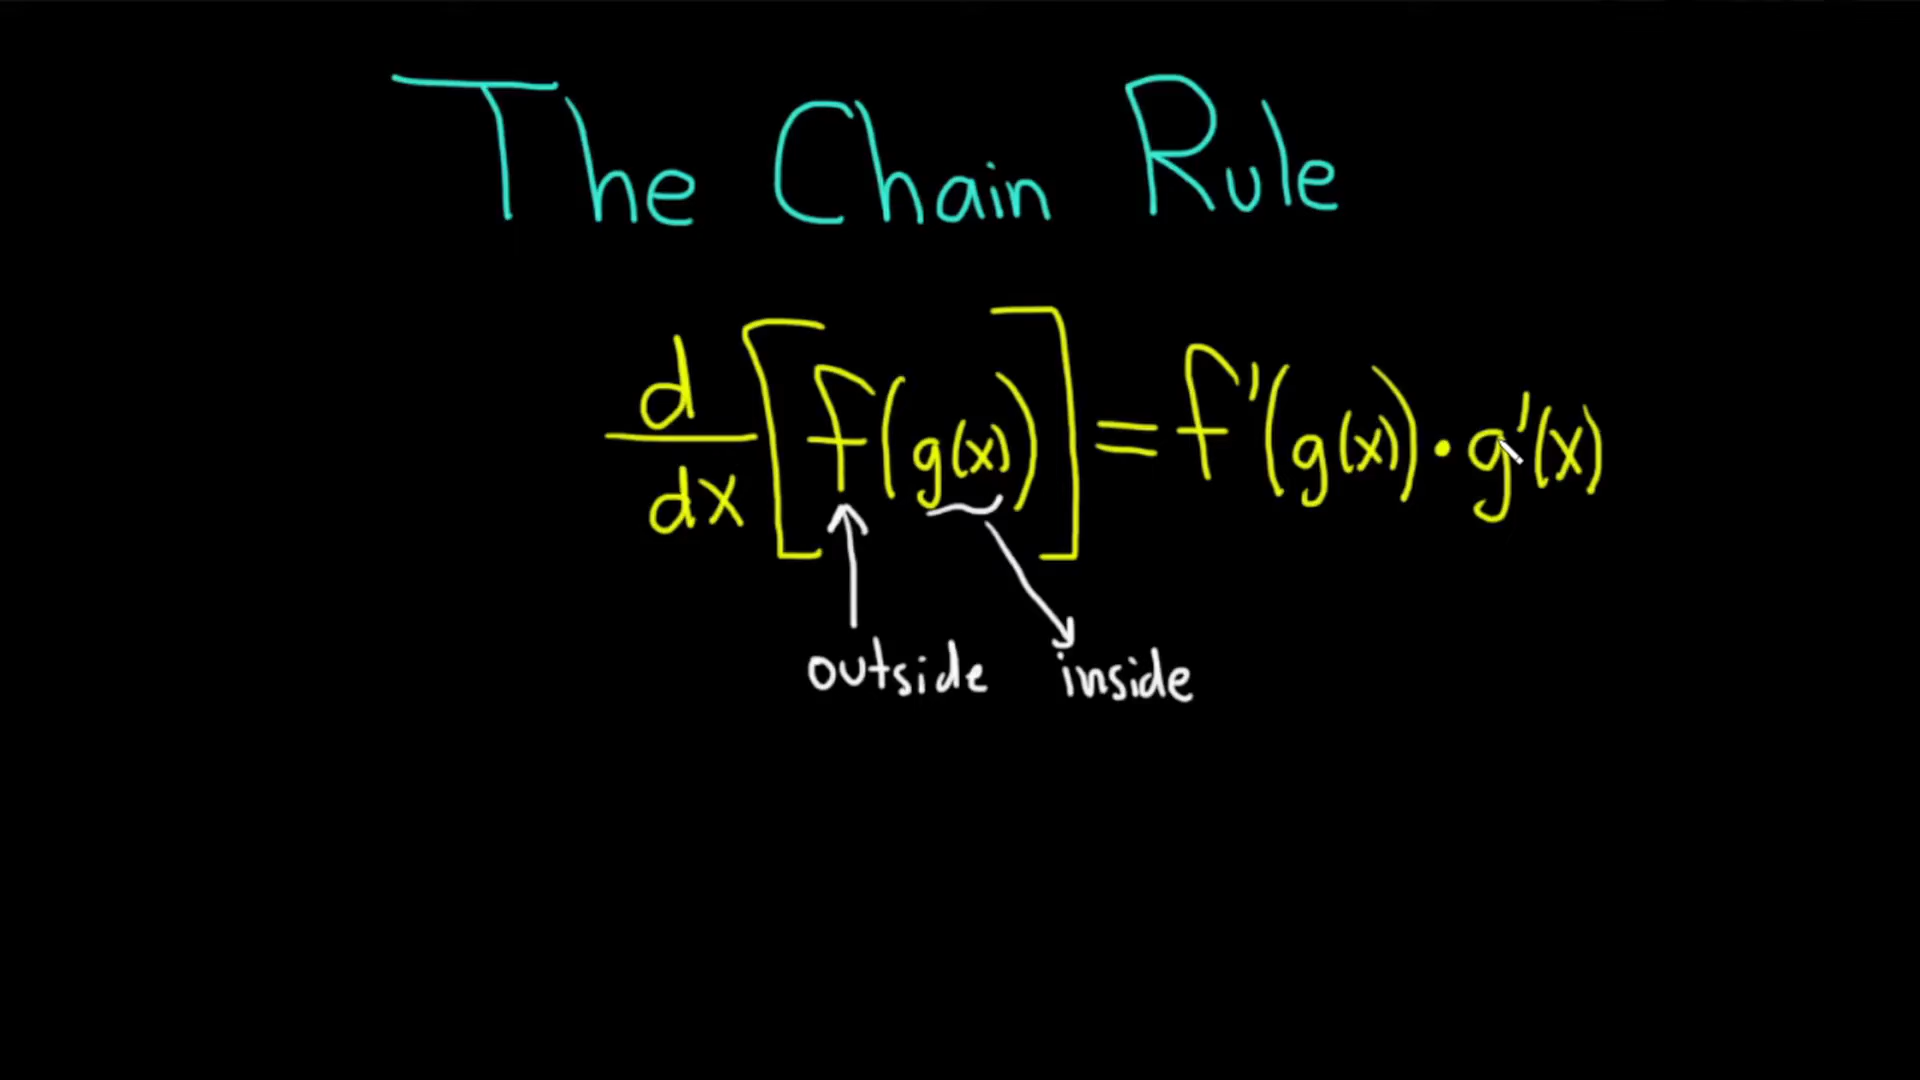 The Chain Rule
d/dx [f(g(x))] = f'(g(x)) • g'(x)
outside inside